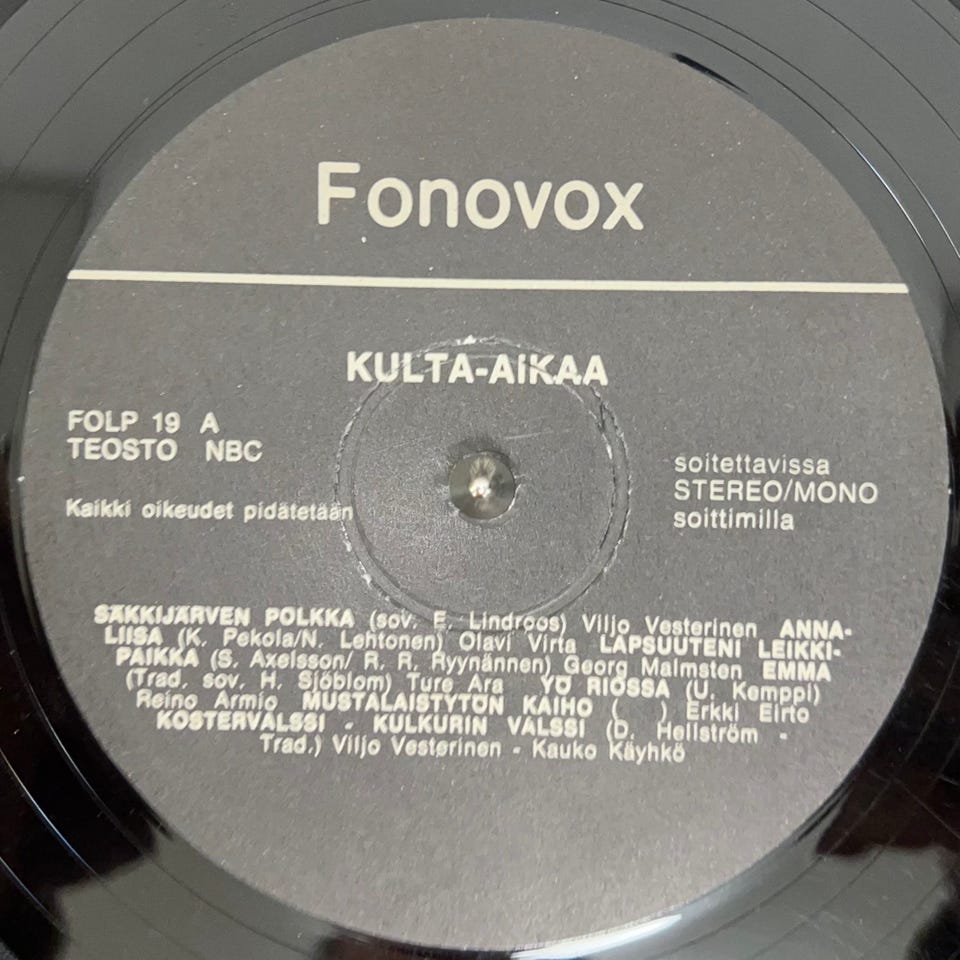 Fonovox
KULTA-AIKAA
FOLP 19 A
TEOSTO NBC
Kaikki oikeudet pidätetään
soitettavissa
STEREO/MONO
soittimilla
SÄKKIJÄRVEN POLKKA (sov. E. Lindroos) Viljo Vesterinen ANNA-
LIISA (K. Pekola/N. Lehtonen) Olavi Virta LAPSUUTENI LEIKKI-
PAIKKA (S. Axelsson/ R. R. Ryynännen) Georg Malmsten EMMA
(Trad. sov. H. Sjöblom) Ture Ara YÖ RIOSSA (U. Kemppi)
Reino Armio MUSTALAISTYTÖN KAIHO ( ) Erkki Eirto
KOSTERVALSSI - KULKURIN VALSSI (D. Hellström -
Trad.) Viljo Vesterinen - Kauko Käyhkö